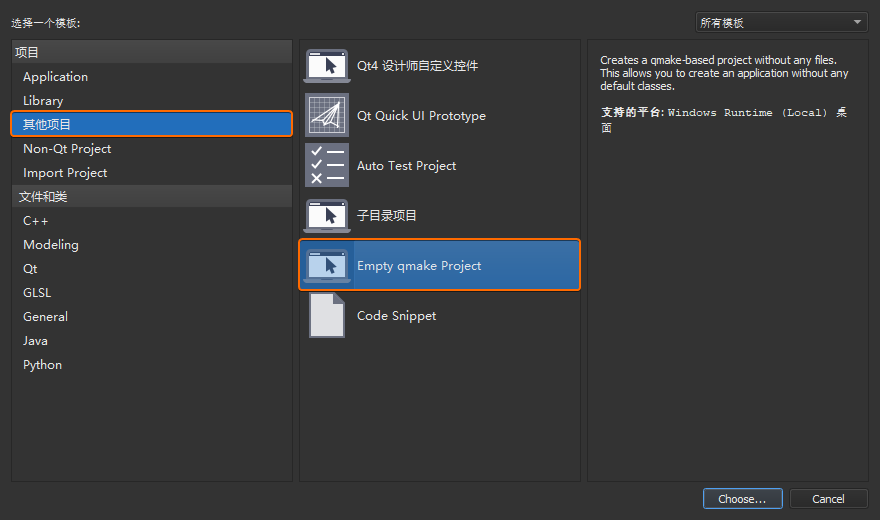 选择一个模板:
所有模板
项目
Application
Library
其他项目
Non-Qt Project
Import Project
文件和类
C++
Modeling
Qt
GLSL
General
Java
Python
Qt4 设计师自定义控件
Qt Quick UI Prototype
Auto Test Project
子目录项目
Empty qmake Project
Code Snippet
Creates a qmake-based project without any files.
This allows you to create an application without any
default classes.
支持的平台: Windows Runtime (Local) 桌
面
Choose...
Cancel